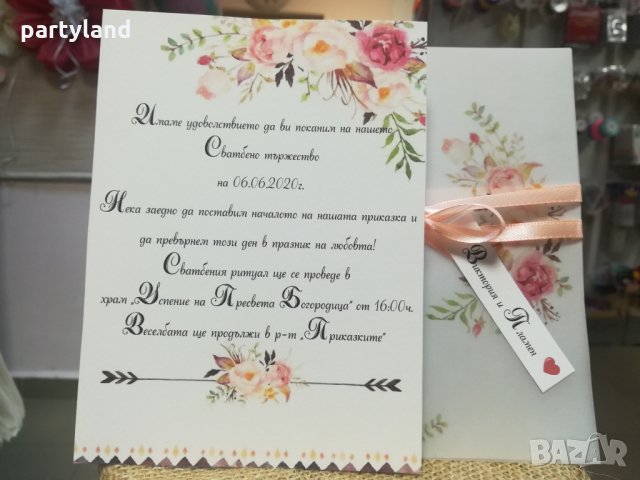 partyland
Имаме удоволствието да ви поканим на нашето
Сватбено тържество
на 06.06.2020г.
Нека заедно да поставим началото на нашата приказка и
да превърнем този ден в празник на любовта!
Сватбения ритуал ще се проведе в
храм „Успение на Пресвета Богородица" от 16:00ч.
Веселбата ще продължи в р-т „Приказките"
Виктория и Пламен
BAZAR